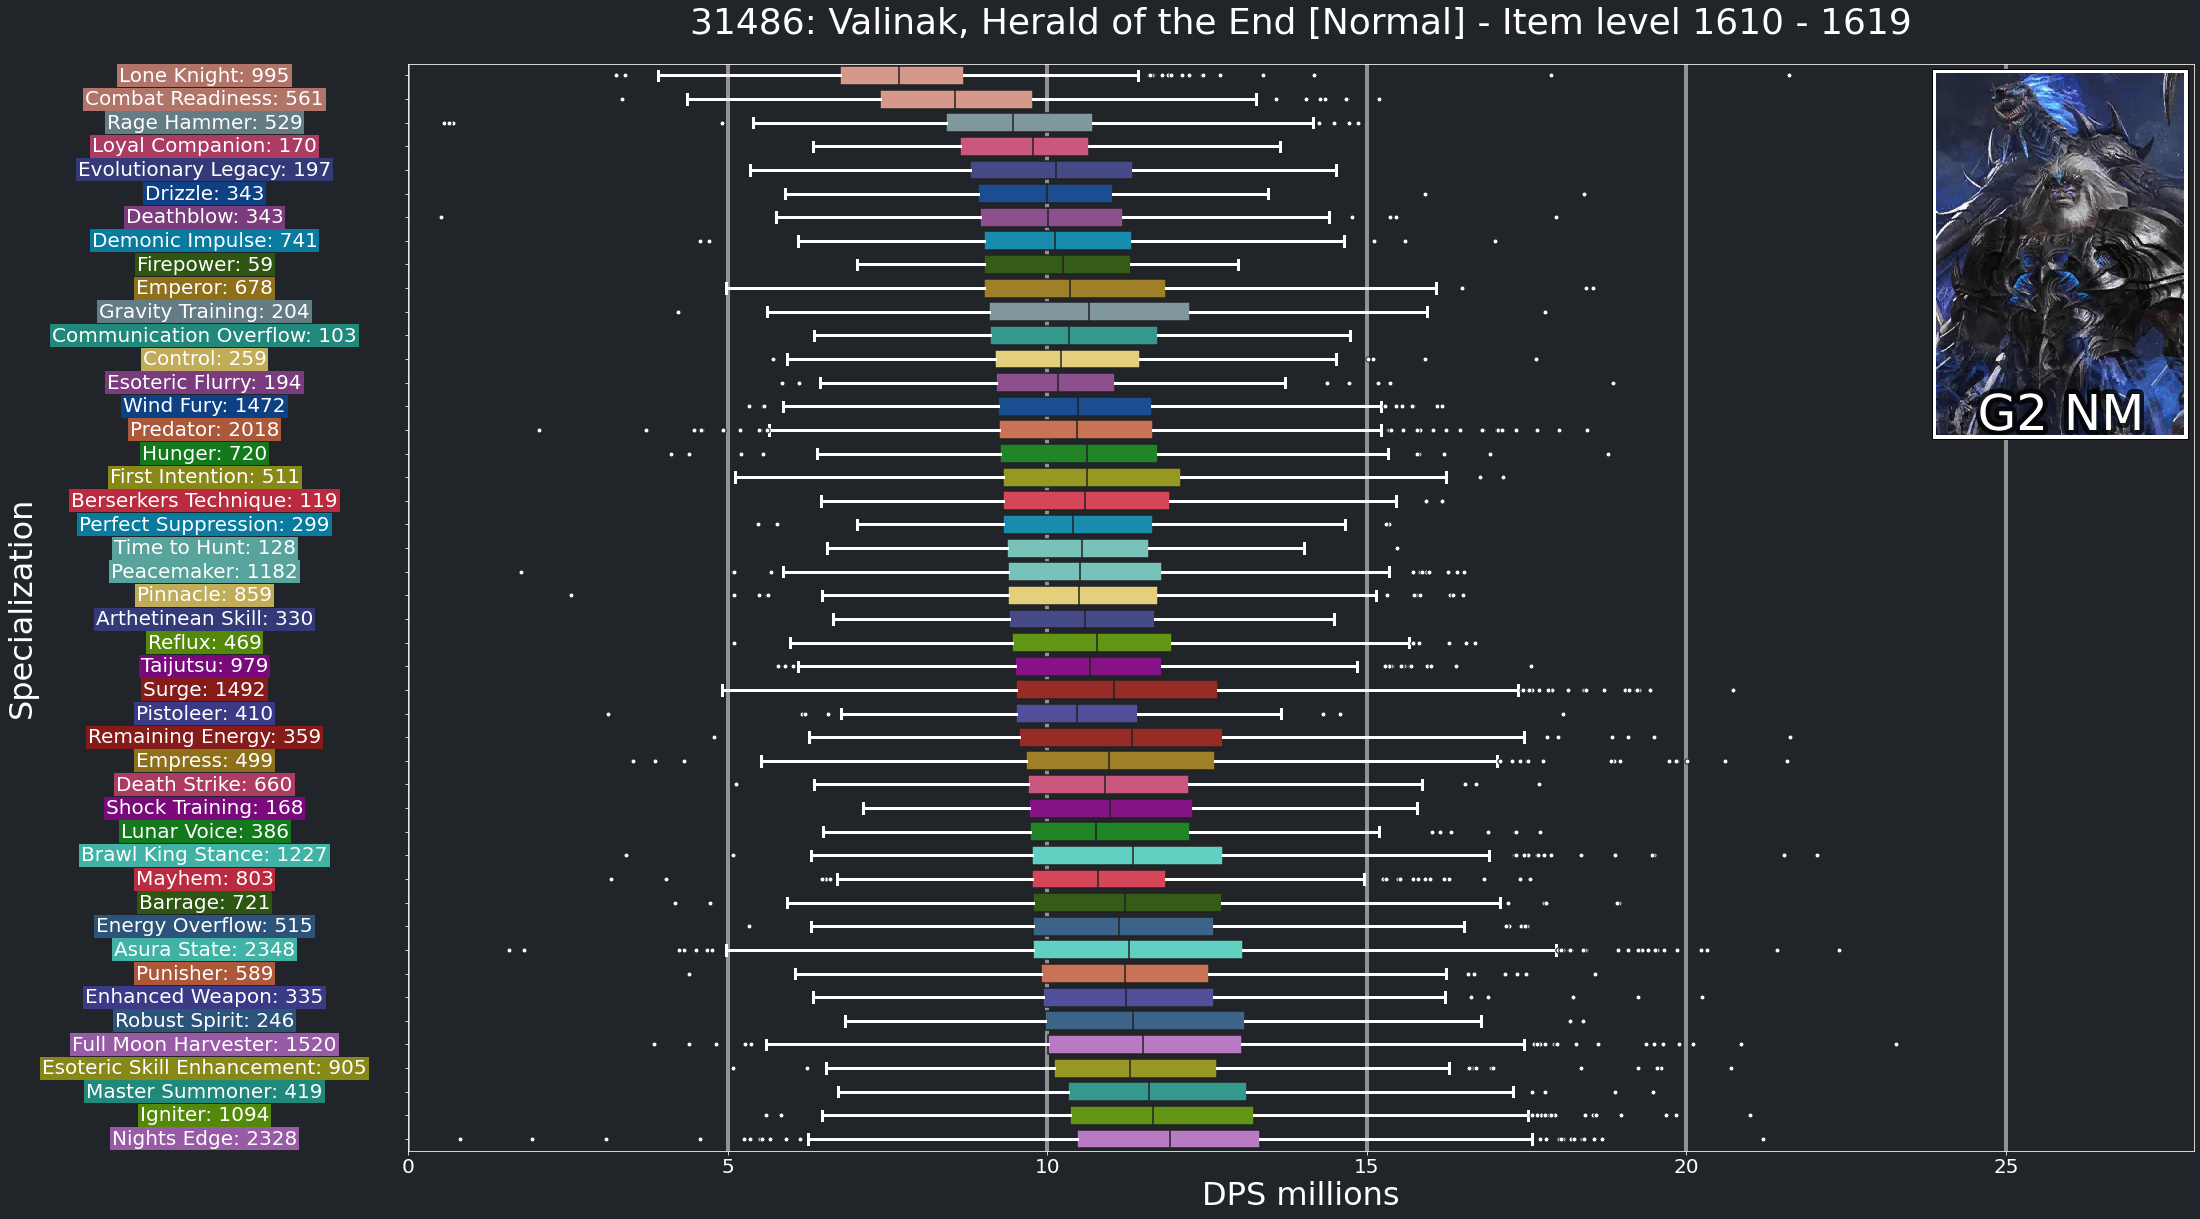 31486: Valinak, Herald of the End [Normal] - Item level 1610 - 1619
Specialization
Lone Knight: 995
Combat Readiness: 561
Rage Hammer: 529
Loyal Companion: 170
Evolutionary Legacy: 197
Drizzle: 343
Deathblow: 343
Demonic Impulse: 741
Firepower: 59
Emperor: 678
Gravity Training: 204
Communication Overflow: 103
Control: 259
Esoteric Flurry: 194
Wind Fury: 1472
Predator: 2018
Hunger: 720
First Intention: 511
Berserkers Technique: 119
Perfect Suppression: 299
Time to Hunt: 128
Peacemaker: 1182
Pinnacle: 859
Arthetinean Skill: 330
Reflux: 469
Taijutsu: 979
Surge: 1492
Pistoleer: 410
Remaining Energy: 359
Empress: 499
Death Strike: 660
Shock Training: 168
Lunar Voice: 386
Brawl King Stance: 1227
Mayhem: 803
Barrage: 721
Energy Overflow: 515
Asura State: 2348
Punisher: 589
Enhanced Weapon: 335
Robust Spirit: 246
Full Moon Harvester: 1520
Esoteric Skill Enhancement: 905
Master Summoner: 419
Igniter: 1094
Nights Edge: 2328
G2 NM
0 5 10 15 20 25
DPS millions